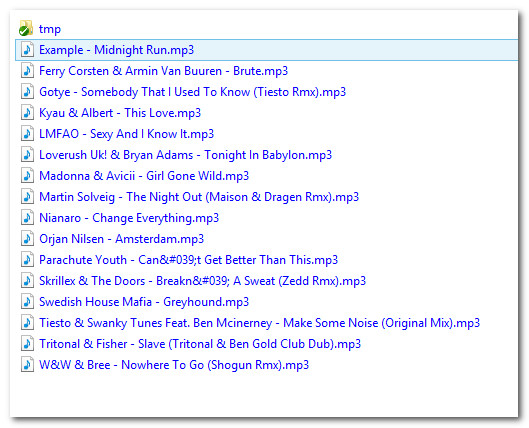 tmp
Example - Midnight Run.mp3
Ferry Corsten & Armin Van Buuren - Brute.mp3
Gotye - Somebody That I Used To Know (Tiesto Rmx).mp3
Kyau & Albert - This Love.mp3
LMFAO - Sexy And I Know It.mp3
Loverush Uk! & Bryan Adams - Tonight In Babylon.mp3
Madonna & Avicii - Girl Gone Wild.mp3
Martin Solveig - The Night Out (Maison & Dragen Rmx).mp3
Nianaro - Change Everything.mp3
Orjan Nilsen - Amsterdam.mp3
Parachute Youth - Can&#039;t Get Better Than This.mp3
Skrillex & The Doors - Breakn&#039; A Sweat (Zedd Rmx).mp3
Swedish House Mafia - Greyhound.mp3
Tiesto & Swanky Tunes Feat. Ben Mcinerney - Make Some Noise (Original Mix).mp3
Tritonal & Fisher - Slave (Tritonal & Ben Gold Club Dub).mp3
W&W & Bree - Nowhere To Go (Shogun Rmx).mp3